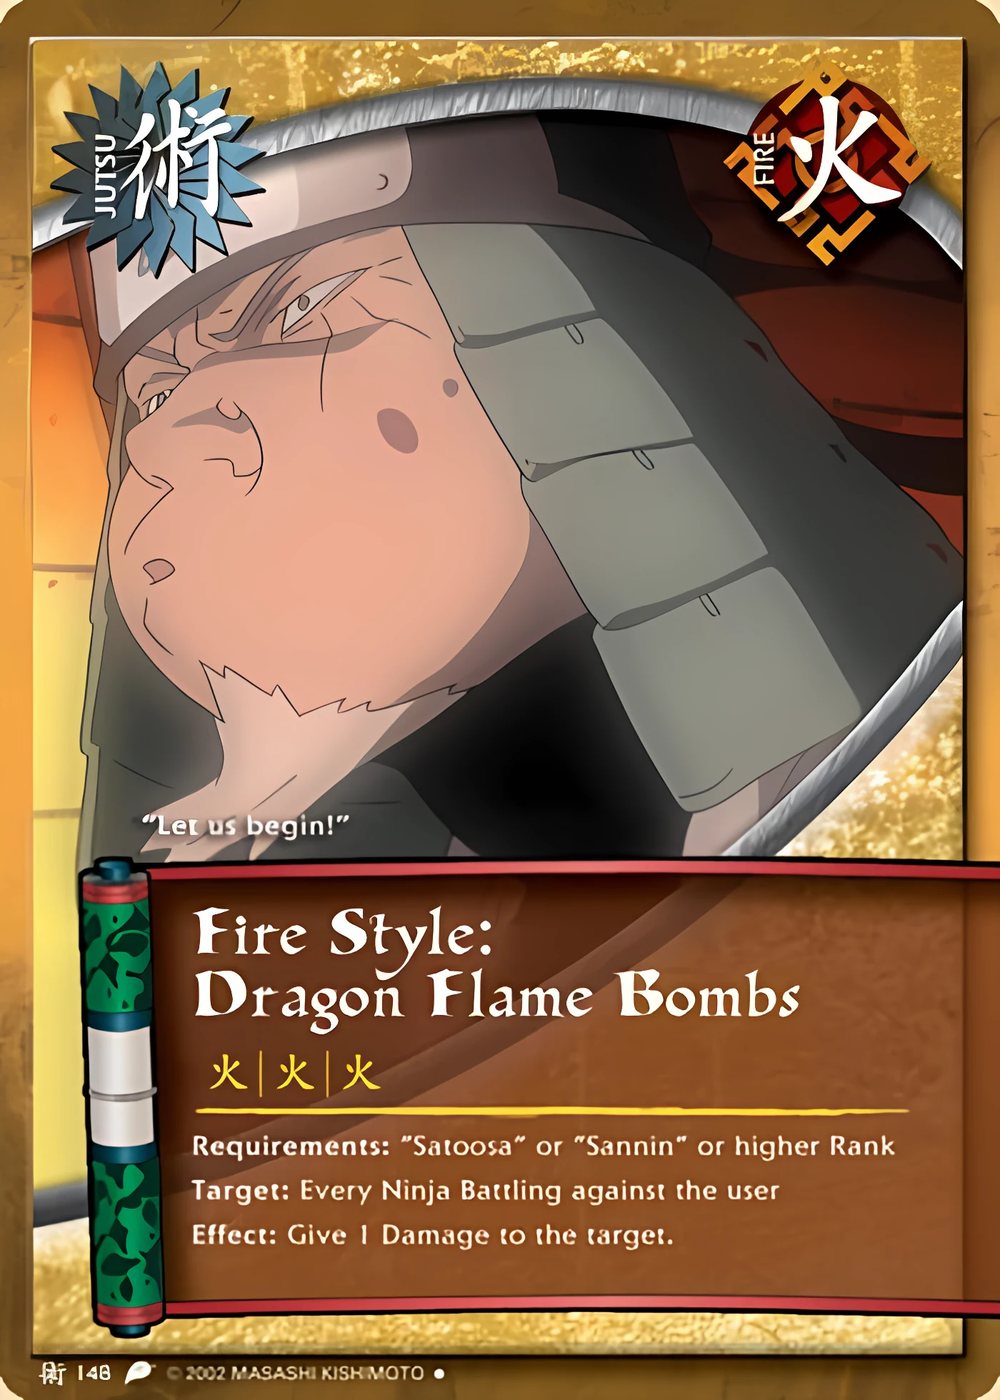 JUTSU 術
FIRE 火
"Let us begin!"
Fire Style:
Dragon Flame Bombs
火|火|火
Requirements: "Satoosa" or "Sannin" or higher Rank
Target: Every Ninja Battling against the user
Effect: Give 1 Damage to the target.
術 148 © 2002 MASASHI KISHIMOTO